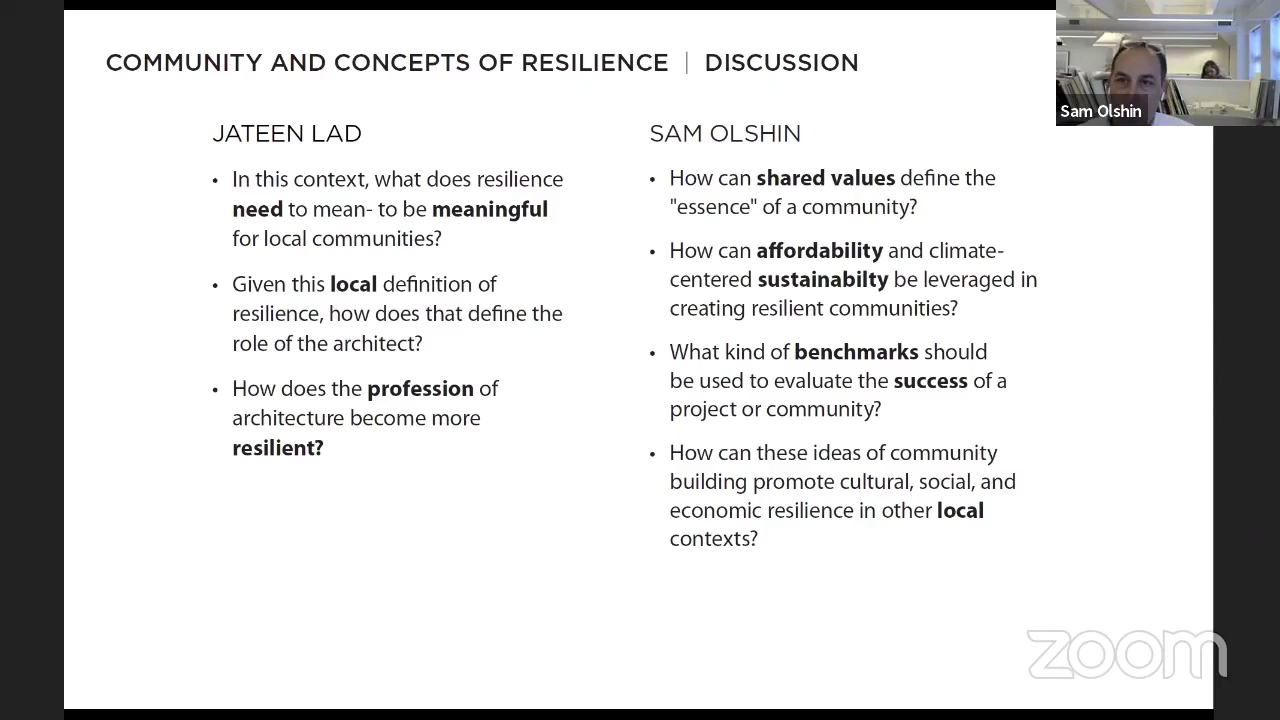 COMMUNITY AND CONCEPTS OF RESILIENCE | DISCUSSION
Sam Olshin
JATEEN LAD
• In this context, what does resilience
need to mean- to be meaningful
for local communities?
• Given this local definition of
resilience, how does that define the
role of the architect?
• How does the profession of
architecture become more
resilient?
SAM OLSHIN
• How can shared values define the
"essence" of a community?
• How can affordability and climate-
centered sustainabilty be leveraged in
creating resilient communities?
• What kind of benchmarks should
be used to evaluate the success of a
project or community?
• How can these ideas of community
building promote cultural, social, and
economic resilience in other local
contexts?
zoom